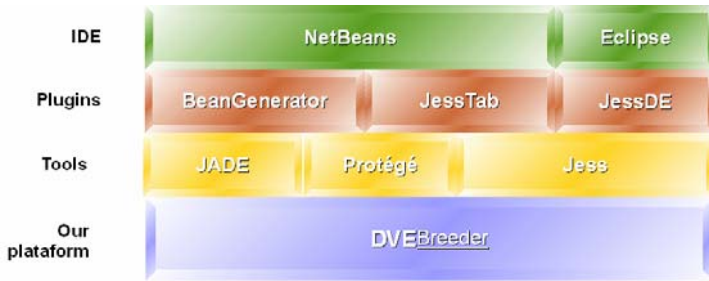 IDE NetBeans Eclipse
Plugins BeanGenerator JessTab JessDE
Tools JADE Protégé Jess
Our
plataform DVEBreeder